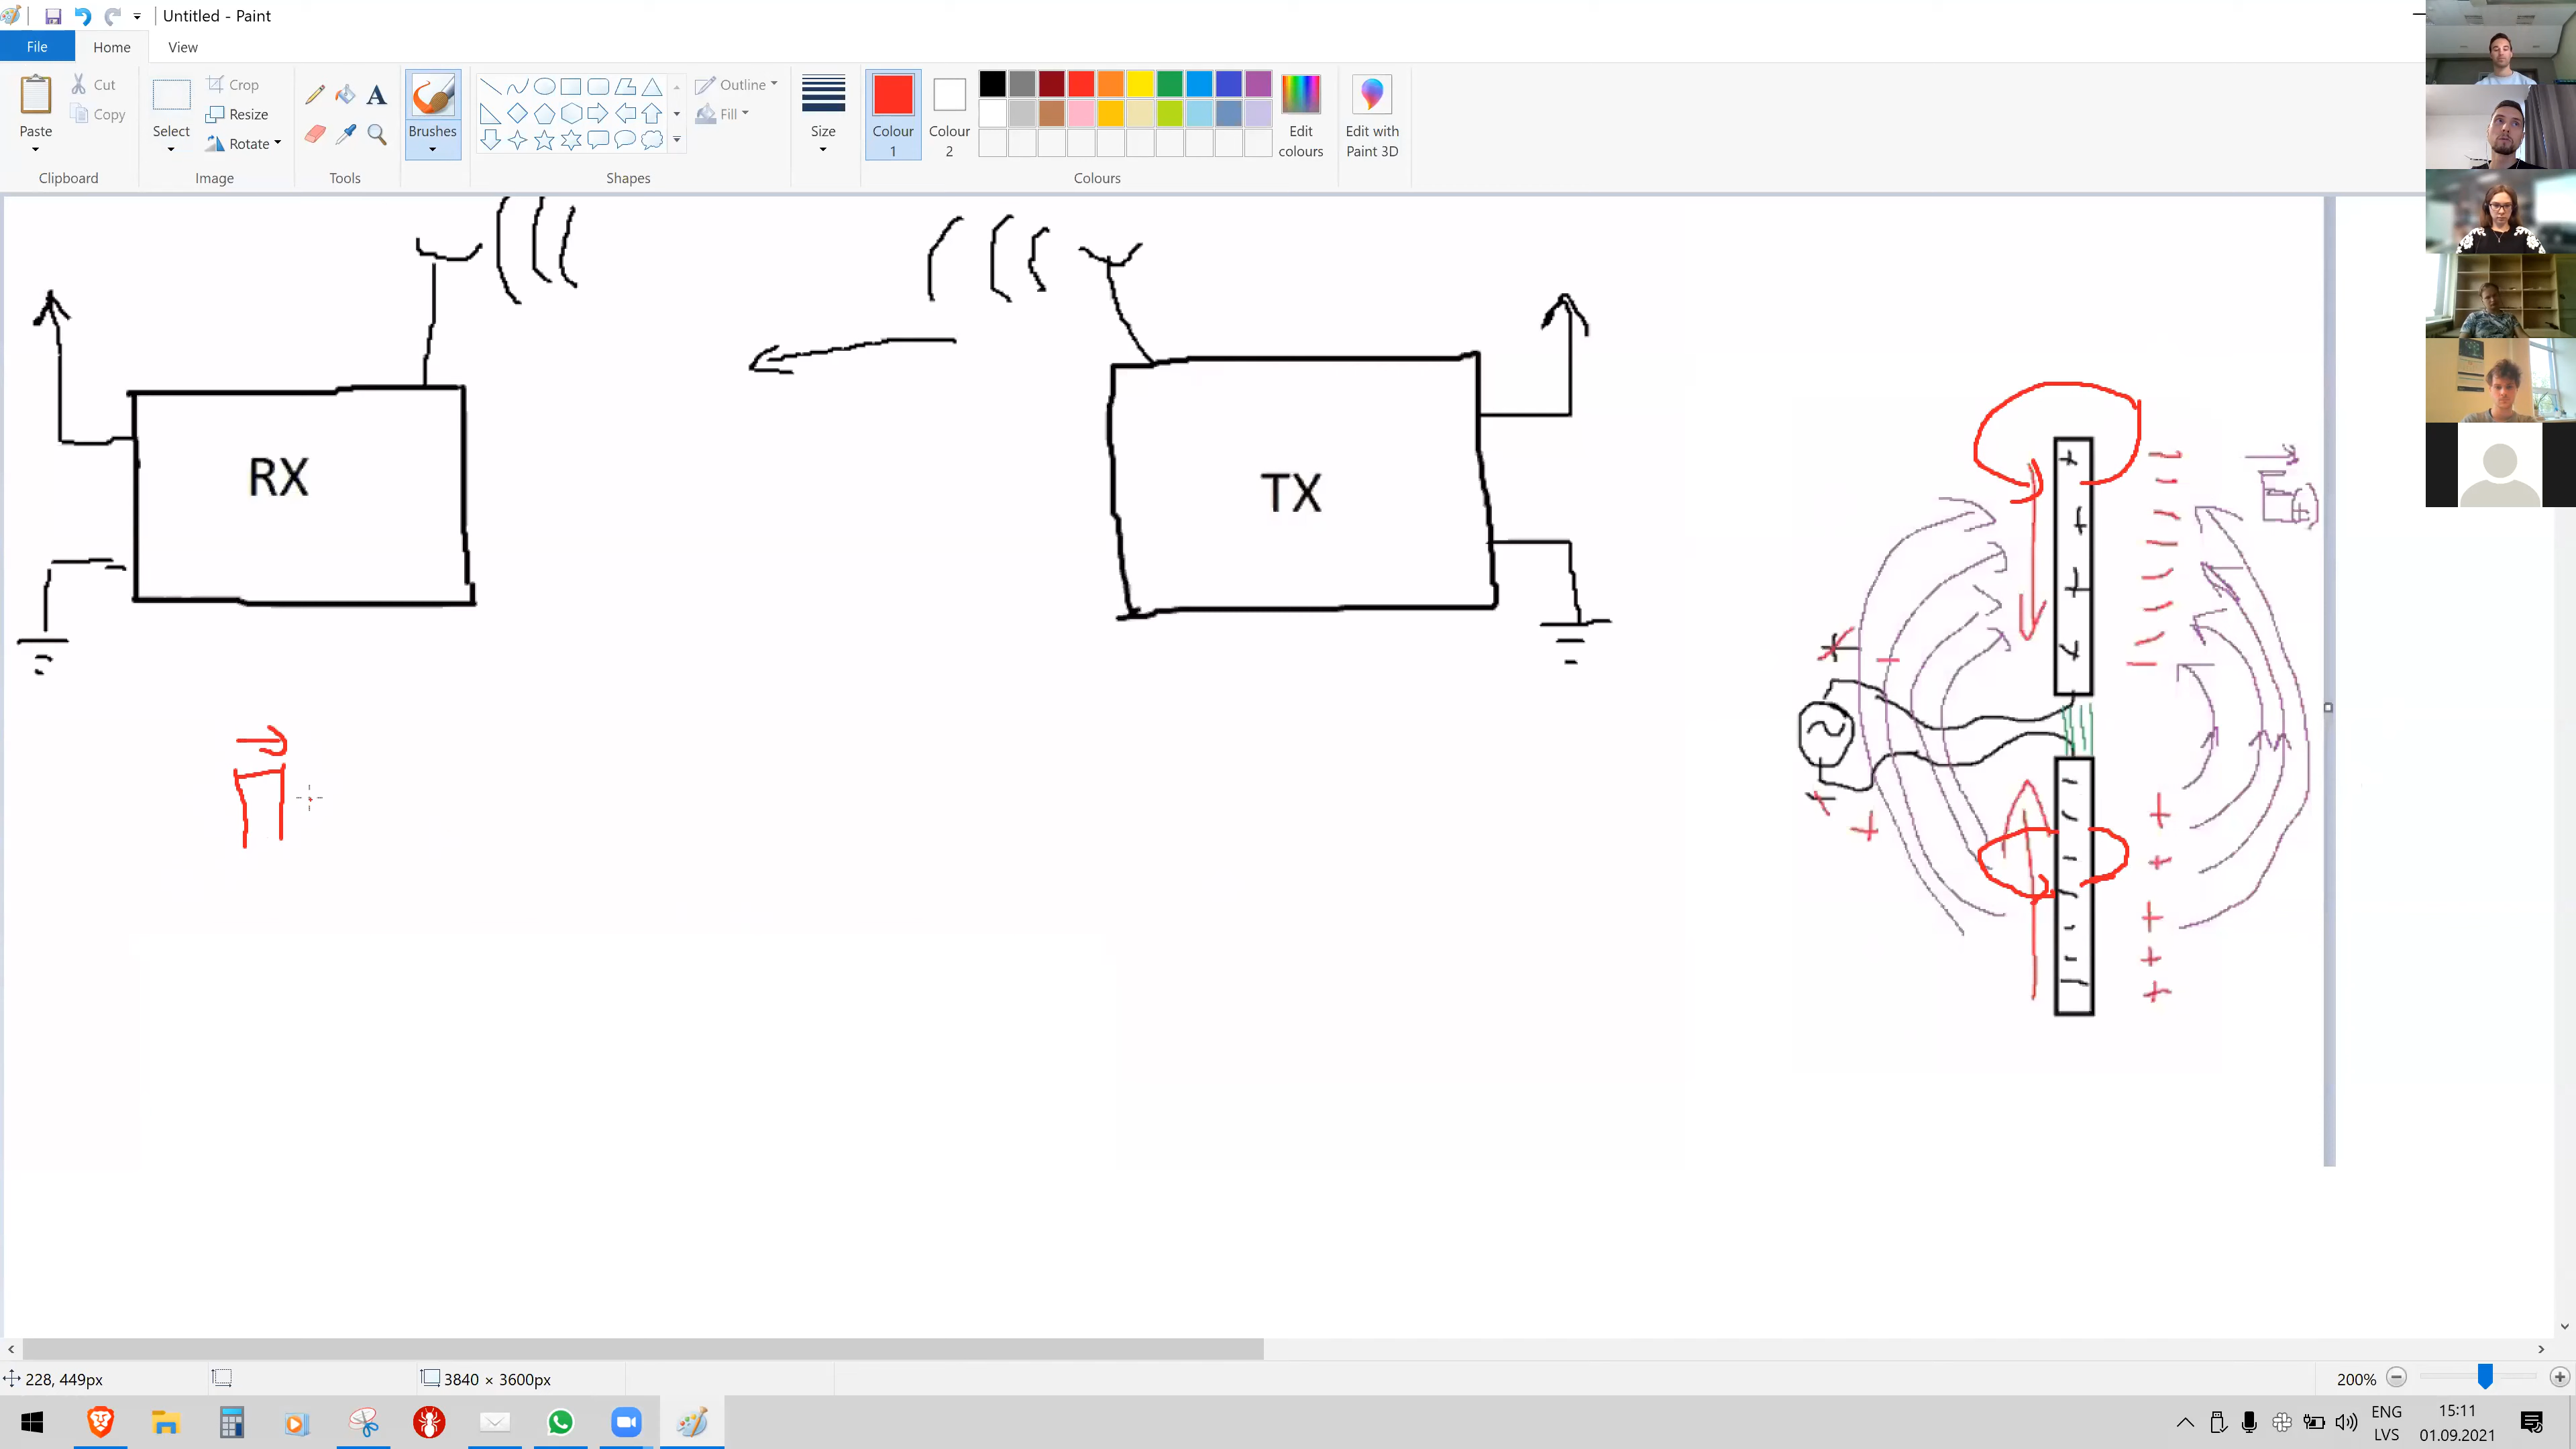 Untitled - Paint
File Home View
Paste
Cut
Copy
Clipboard
Select
Crop
Resize
Rotate
Image
A
Tools
Brushes
Shapes
Outline
Fill
Size
Colour 1
Colour 2
Edit colours
Colours
Edit with Paint 3D
RX
TX
П
228, 449px
3840 × 3600px
200%
ENG
LVS
15:11
01.09.2021